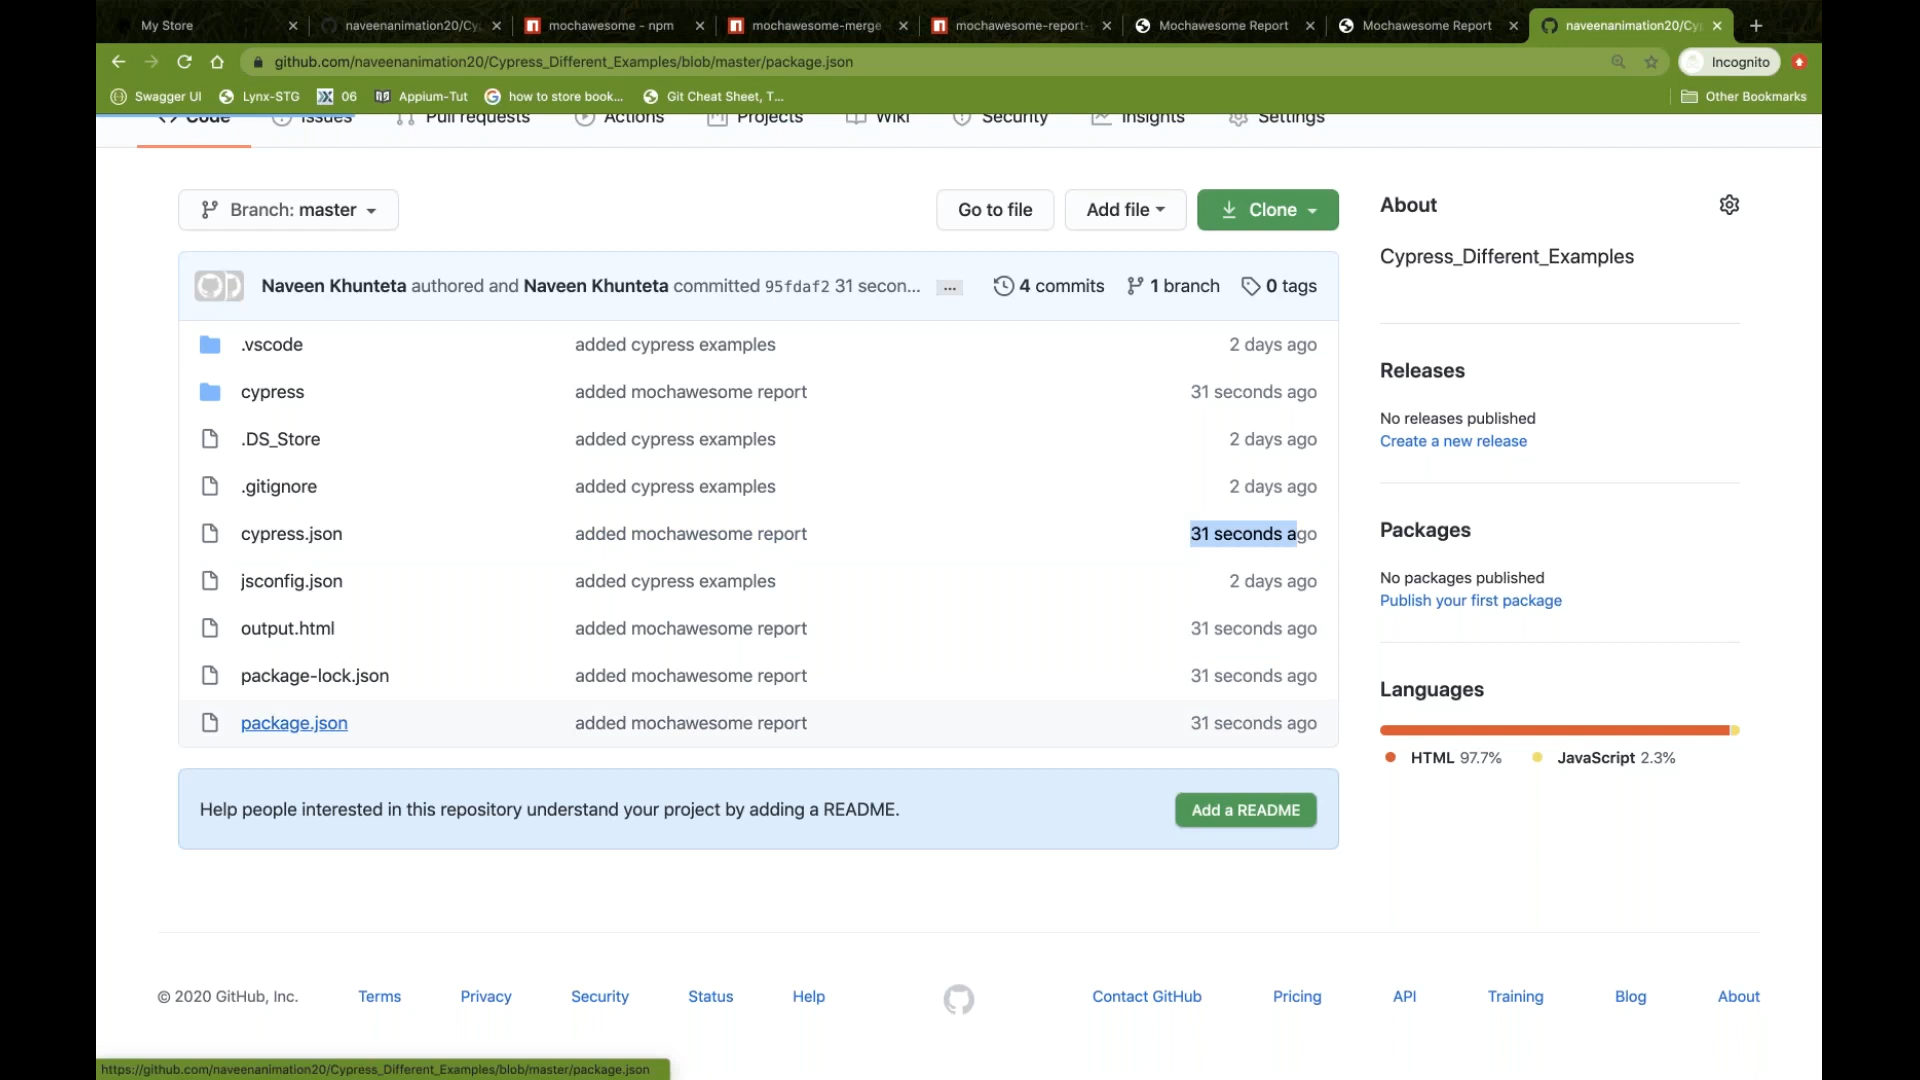 My Store
naveenanimation20/Cy
mochawesome - npm
mochawesome-merge
mochawesome-report-
Mochawesome Report
Mochawesome Report
naveenanimation20/Cy
github.com/naveenanimation20/Cypress_Different_Examples/blob/master/package.json
Incognito
Swagger UI
Lynx-STG
06
Appium-Tut
how to store book...
Git Cheat Sheet, T...
Other Bookmarks
Code
Issues
Pull requests
Actions
Projects
Wiki
Security
Insights
Settings
Branch: master
Go to file
Add file
Clone
Naveen Khunteta authored and Naveen Khunteta committed 95fdaf2 31 secon...
...
4 commits
1 branch
0 tags
.vscode added cypress examples 2 days ago
cypress added mochawesome report 31 seconds ago
.DS_Store added cypress examples 2 days ago
.gitignore added cypress examples 2 days ago
cypress.json added mochawesome report 31 seconds ago
jsconfig.json added cypress examples 2 days ago
output.html added mochawesome report 31 seconds ago
package-lock.json added mochawesome report 31 seconds ago
package.json added mochawesome report 31 seconds ago
Help people interested in this repository understand your project by adding a README.
Add a README
About
Cypress_Different_Examples
Releases
No releases published
Create a new release
Packages
No packages published
Publish your first package
Languages
HTML 97.7%
JavaScript 2.3%
© 2020 GitHub, Inc.
Terms
Privacy
Security
Status
Help
Contact GitHub
Pricing
API
Training
Blog
About
https://github.com/naveenanimation20/Cypress_Different_Examples/blob/master/package.json